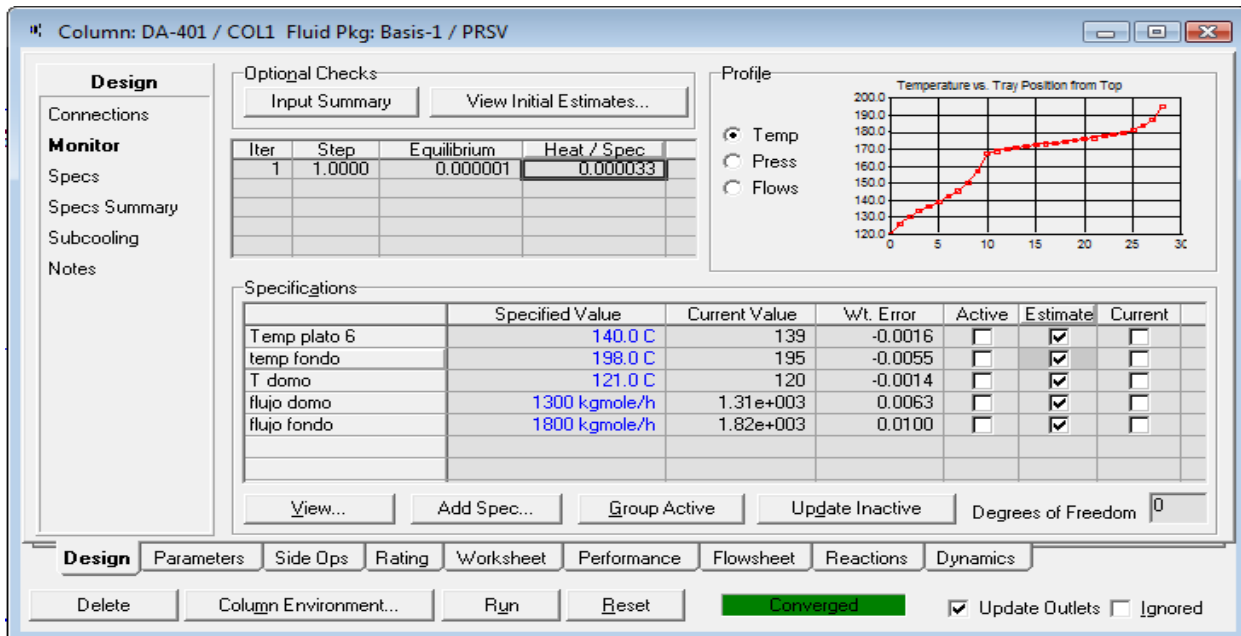 Column: DA-401 / COL1 Fluid Pkg: Basis-1 / PRSV
Design
Connections
Monitor
Specs
Specs Summary
Subcooling
Notes
Optional Checks
Input Summary
View Initial Estimates...
Iter Step Equilibrium Heat / Spec
1 1.0000 0.000001 0.000033
Profile
Temp
Press
Flows
Temperature vs. Tray Position from Top
200.0
190.0
180.0
170.0
160.0
150.0
140.0
130.0
120.0
0 5 10 15 20 25 30
Specifications
Specified Value Current Value Wt. Error Active Estimate Current
Temp plato 6 140.0 C 139 -0.0016
temp fondo 198.0 C 195 -0.0055
T domo 121.0 C 120 -0.0014
flujo domo 1300 kgmole/h 1.31e+003 0.0063
flujo fondo 1800 kgmole/h 1.82e+003 0.0100
View... Add Spec... Group Active Update Inactive Degrees of Freedom 0
Design Parameters Side Ops Rating Worksheet Performance Flowsheet Reactions Dynamics
Delete Column Environment... Run Reset Converged Update Outlets Ignored